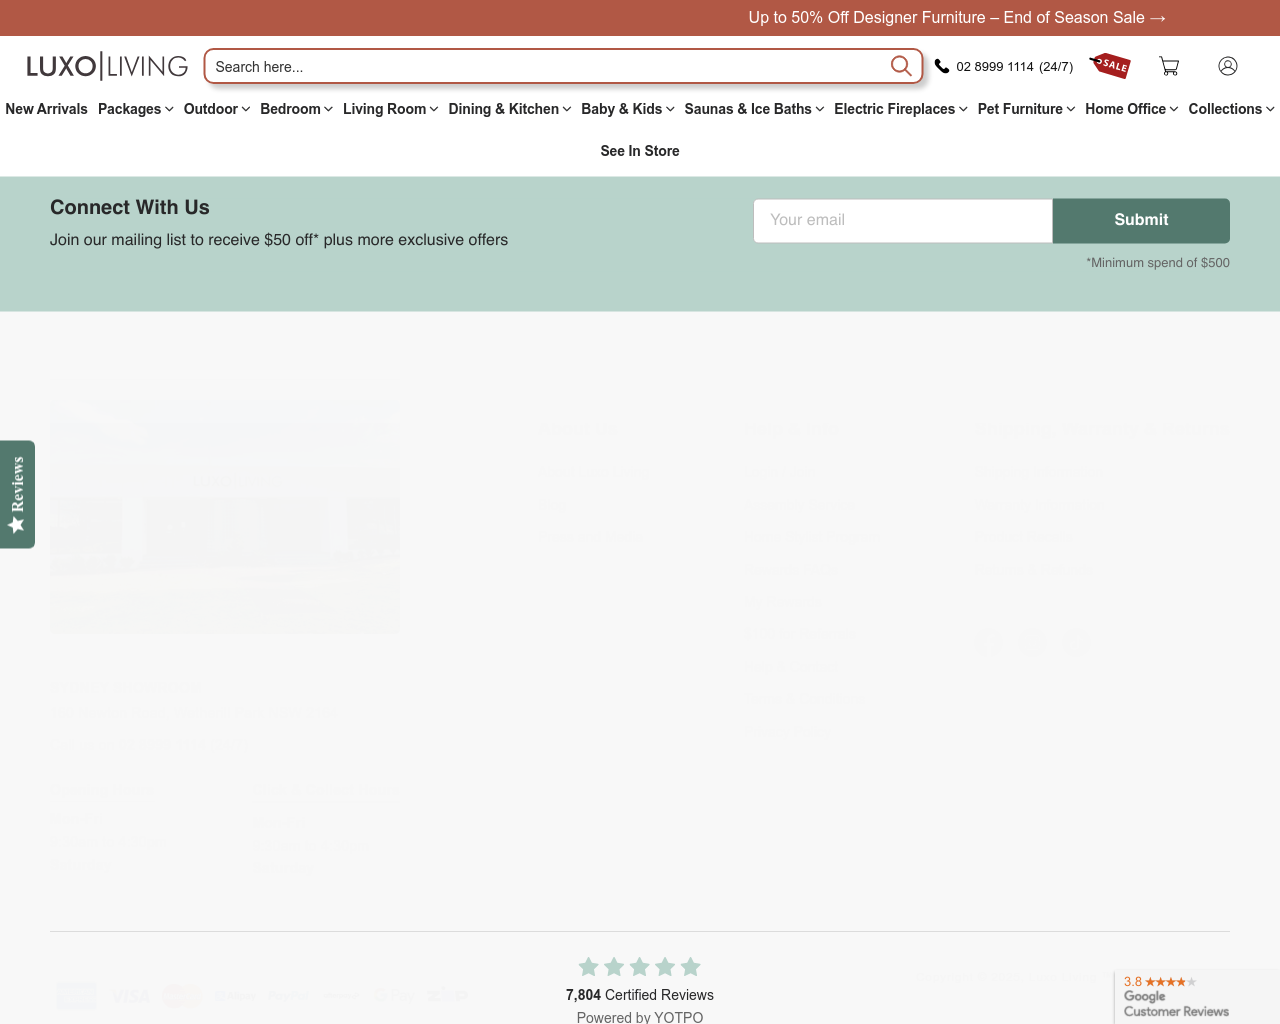 Up to 50% Off Designer Furniture – End of Season Sale →
LUXO|LIVING
Search here...
02 8999 1114 (24/7)
SALE
New Arrivals Packages Outdoor Bedroom Living Room Dining & Kitchen Baby & Kids Saunas & Ice Baths Electric Fireplaces Pet Furniture Home Office Collections
See In Store
Connect With Us
Join our mailing list to receive $50 off* plus more exclusive offers
Your email
Submit
*Minimum spend of $500
Reviews
VISA
7,804 Certified Reviews
Powered by YOTPO
3.8
Google
Customer Reviews